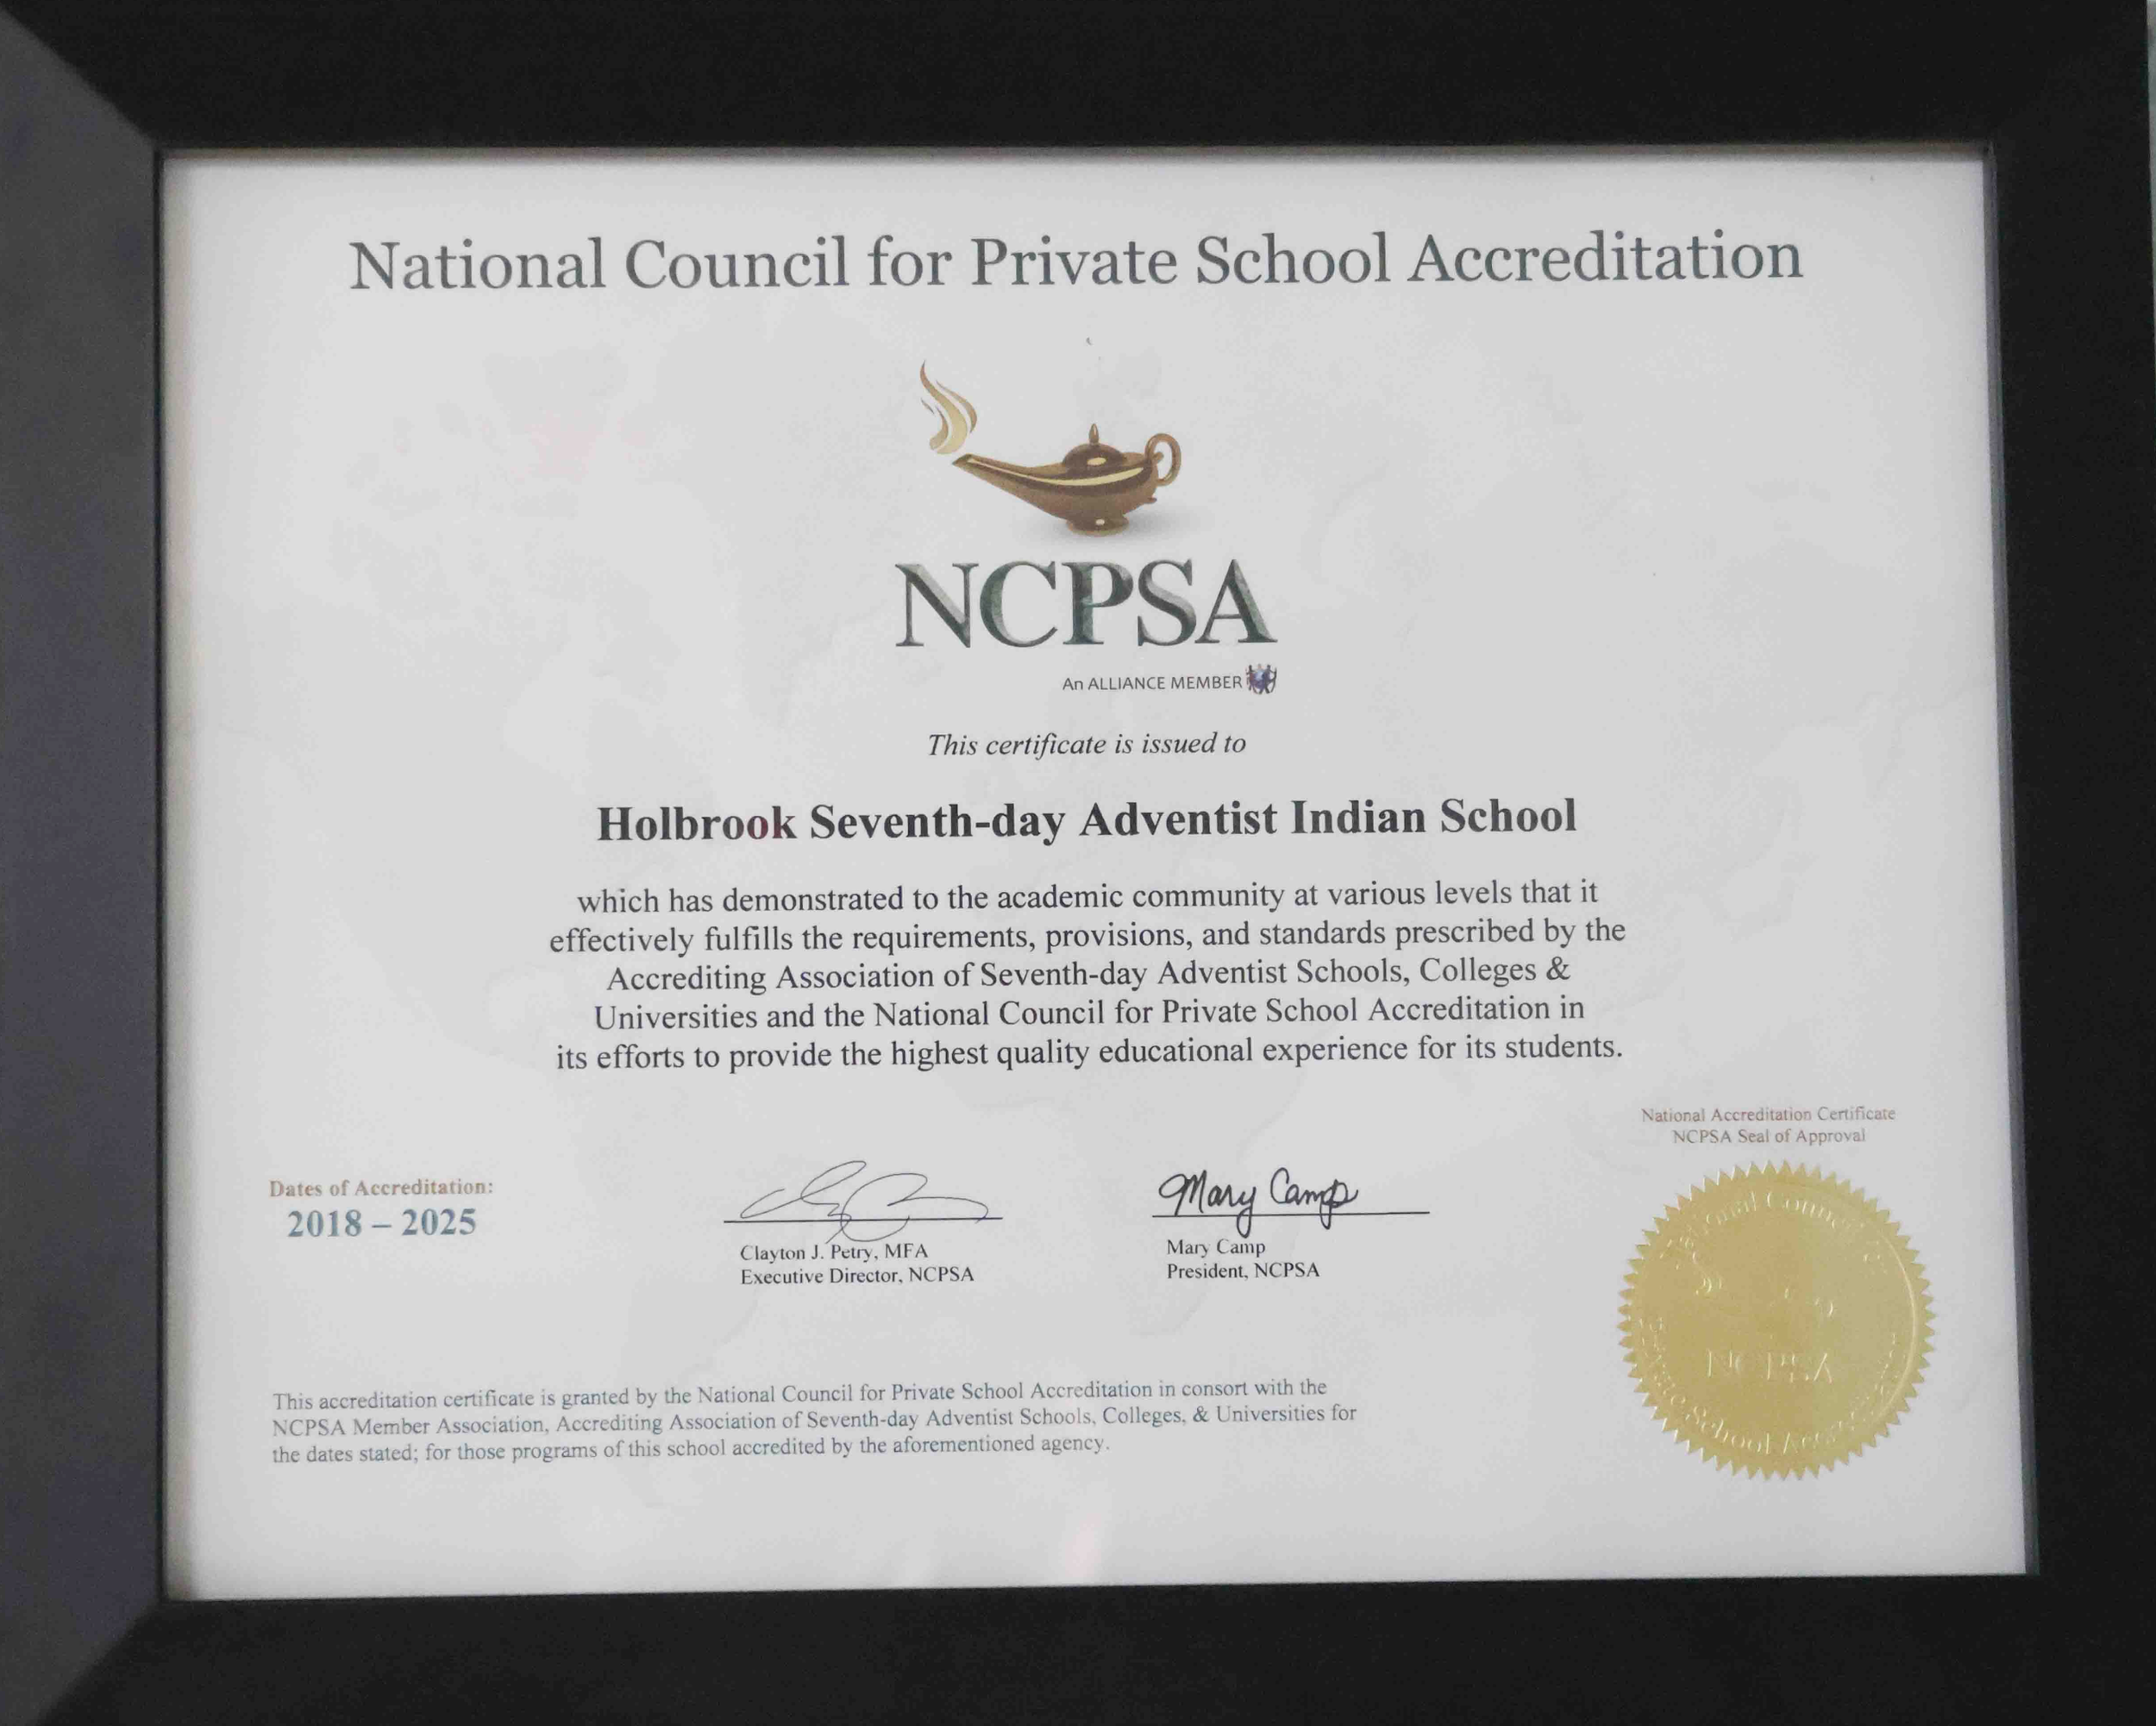 National Council for Private School Accreditation
NCPSA
An ALLIANCE MEMBER
This certificate is issued to
Holbrook Seventh-day Adventist Indian School
which has demonstrated to the academic community at various levels that it
effectively fulfills the requirements, provisions, and standards prescribed by the
Accrediting Association of Seventh-day Adventist Schools, Colleges &
Universities and the National Council for Private School Accreditation in
its efforts to provide the highest quality educational experience for its students.
Dates of Accreditation:
2018 – 2025
Clayton J. Petry, MFA
Executive Director, NCPSA
Mary Camp
Mary Camp
President, NCPSA
National Accreditation Certificate
NCPSA Seal of Approval
National Council
NCPSA
School
This accreditation certificate is granted by the National Council for Private School Accreditation in consort with the
NCPSA Member Association, Accrediting Association of Seventh-day Adventist Schools, Colleges, & Universities for
the dates stated; for those programs of this school accredited by the aforementioned agency.